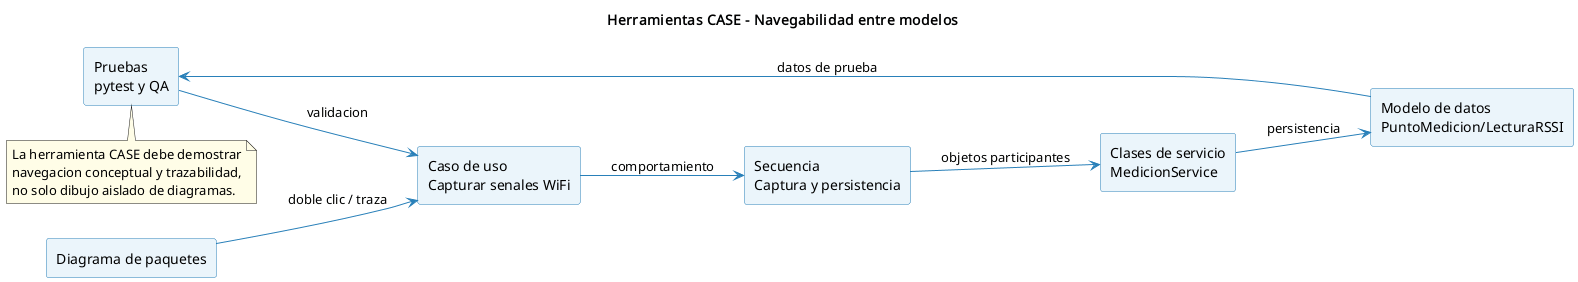 Herramientas CASE - Navegabilidad entre modelos
Pruebas
pytest y QA
datos de prueba
validacion
Modelo de datos
PuntoMedicion/LecturaRSSI
persistencia
La herramienta CASE debe demostrar
navegacion conceptual y trazabilidad,
no solo dibujo aislado de diagramas.
Caso de uso
Capturar senales WiFi
comportamiento
Secuencia
Captura y persistencia
objetos participantes
Clases de servicio
MedicionService
doble clic / traza
Diagrama de paquetes